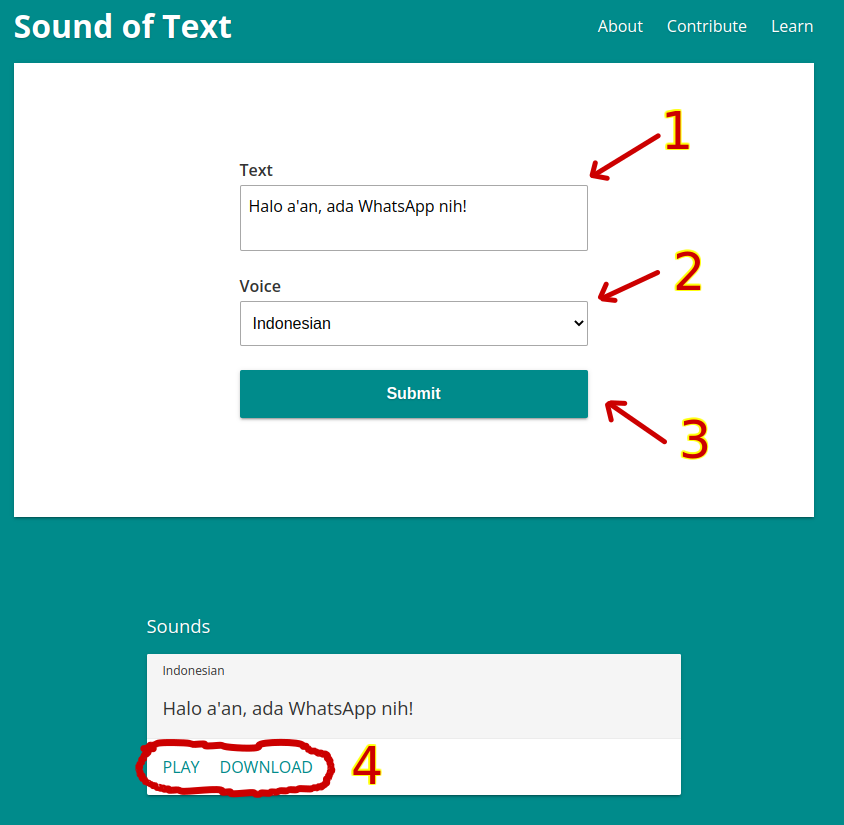 Sound of Text
About Contribute Learn
1
Text
Halo a'an, ada WhatsApp nih!
2
Voice
Indonesian
Submit
3
Sounds
Indonesian
Halo a'an, ada WhatsApp nih!
PLAY DOWNLOAD 4